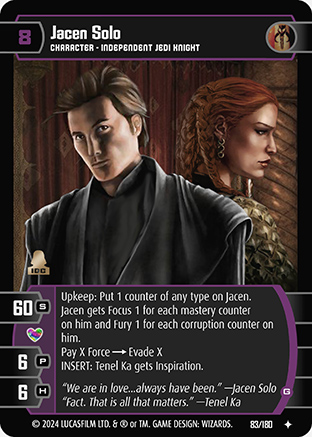 8
Jacen Solo
CHARACTER • INDEPENDENT JEDI KNIGHT
IDC
60 S
6 P
6 H
Upkeep: Put 1 counter of any type on Jacen.
Jacen gets Focus 1 for each mastery counter
on him and Fury 1 for each corruption counter on
him.
Pay X Force → Evade X
INSERT: Tenel Ka gets Inspiration.
“We are in love...always have been.” —Jacen Solo
“Fact. That is all that matters.” —Tenel Ka
G
© 2024 LUCASFILM LTD. & ® or TM. GAME DESIGN: WIZARDS.
83/180